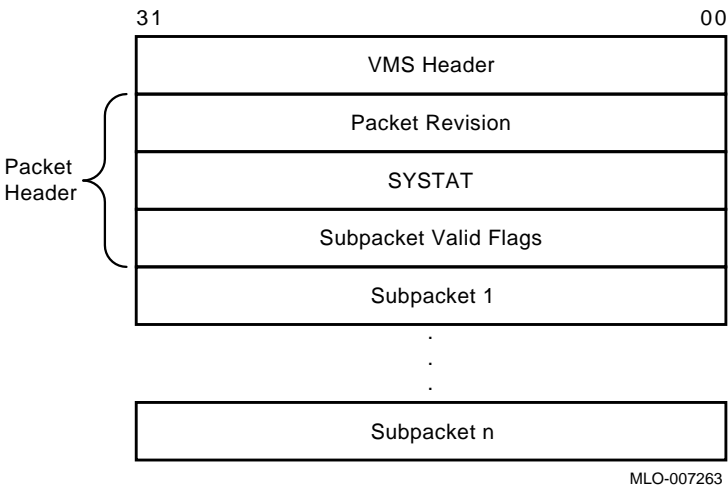 31 00
VMS Header
Packet Revision
Packet
Header
SYSTAT
Subpacket Valid Flags
Subpacket 1
.
.
.
Subpacket n
MLO-007263